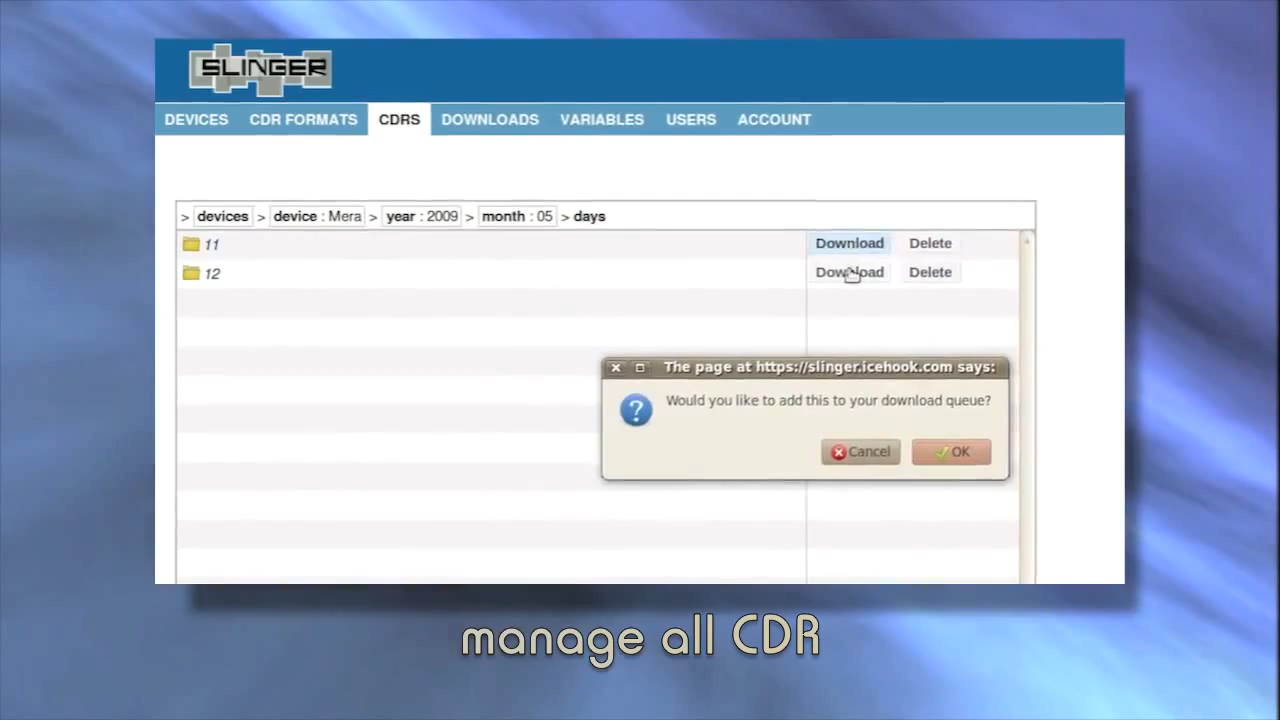 SLINGER
DEVICES CDR FORMATS CDRS DOWNLOADS VARIABLES USERS ACCOUNT
> devices > device : Mera > year : 2009 > month : 05 > days
11 Download Delete
12 Download Delete
The page at https://slinger.icehook.com says:
Would you like to add this to your download queue?
Cancel OK
manage all CDR